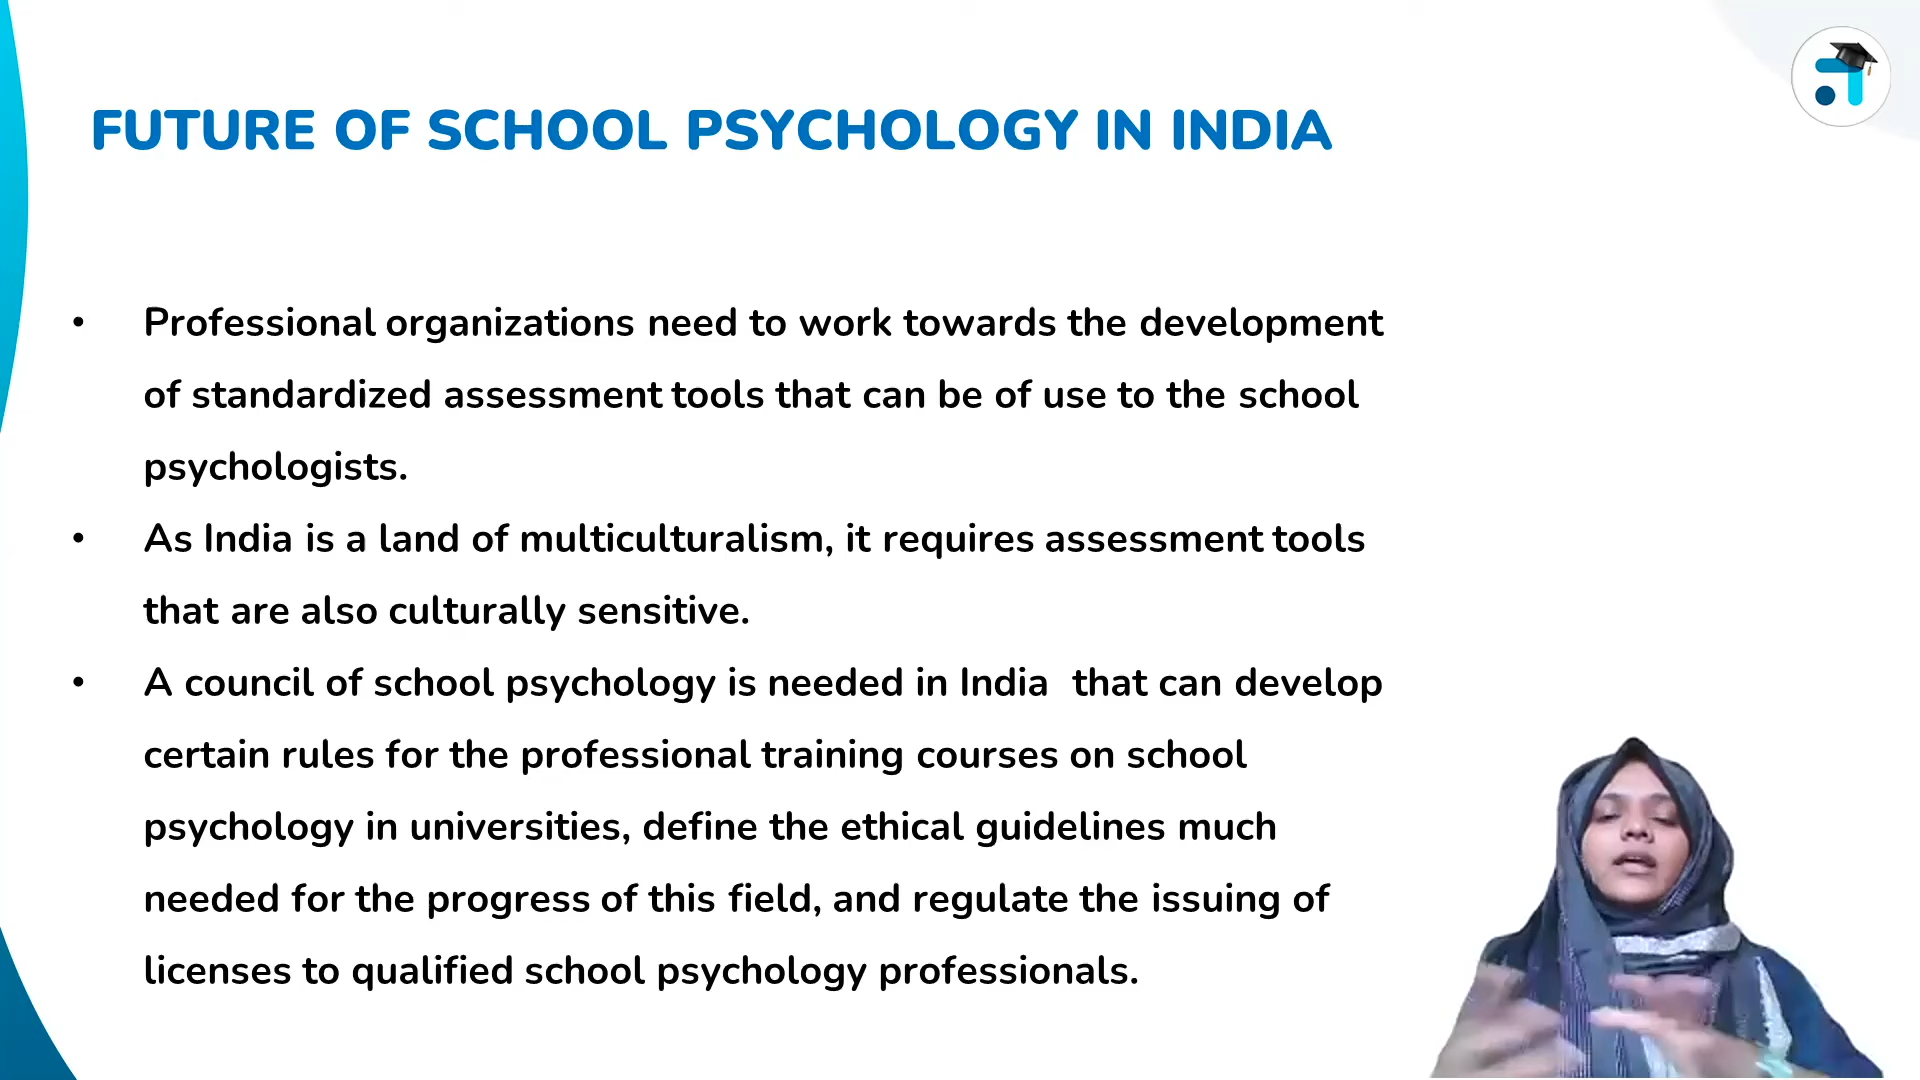 FUTURE OF SCHOOL PSYCHOLOGY IN INDIA
• Professional organizations need to work towards the development
of standardized assessment tools that can be of use to the school
psychologists.
• As India is a land of multiculturalism, it requires assessment tools
that are also culturally sensitive.
• A council of school psychology is needed in India  that can develop
certain rules for the professional training courses on school
psychology in universities, define the ethical guidelines much
needed for the progress of this field, and regulate the issuing of
licenses to qualified school psychology professionals.